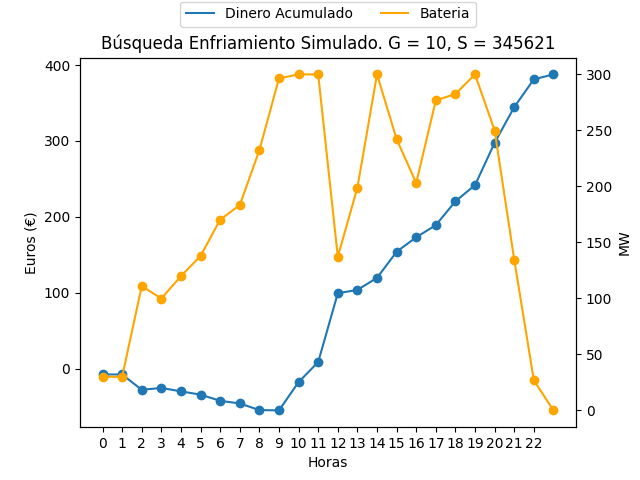 Dinero Acumulado Bateria
Búsqueda Enfriamiento Simulado. G = 10, S = 345621
400
300
200
100
0
Euros (€)
300
250
200
150
100
50
0
MW
0 1 2 3 4 5 6 7 8 9 10 11 12 13 14 15 16 17 18 19 20 21 22
Horas